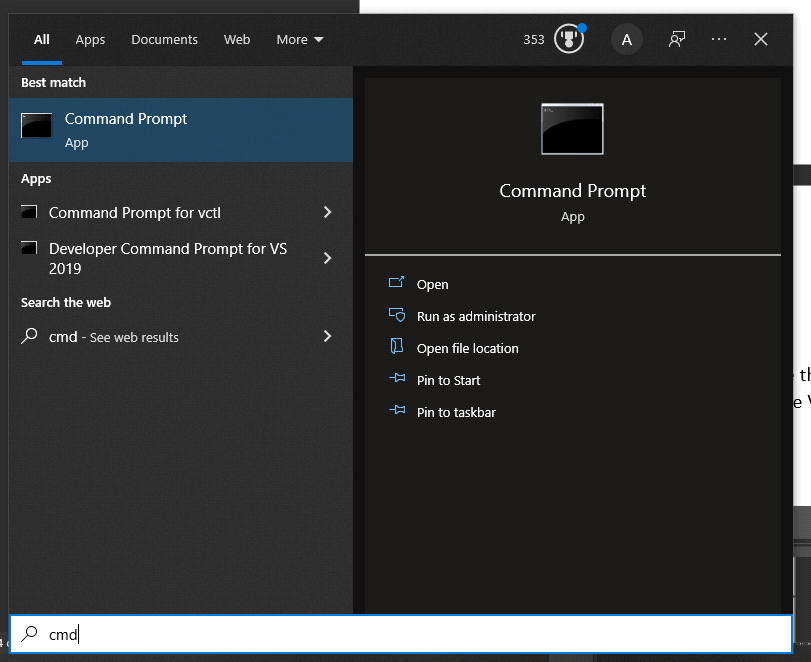 All Apps Documents Web More 353 A
Best match
Command Prompt
App
Apps
Command Prompt for vctl
Developer Command Prompt for VS
2019
Search the web
cmd - See web results
Command Prompt
App
Open
Run as administrator
Open file location
Pin to Start
Pin to taskbar
cmd